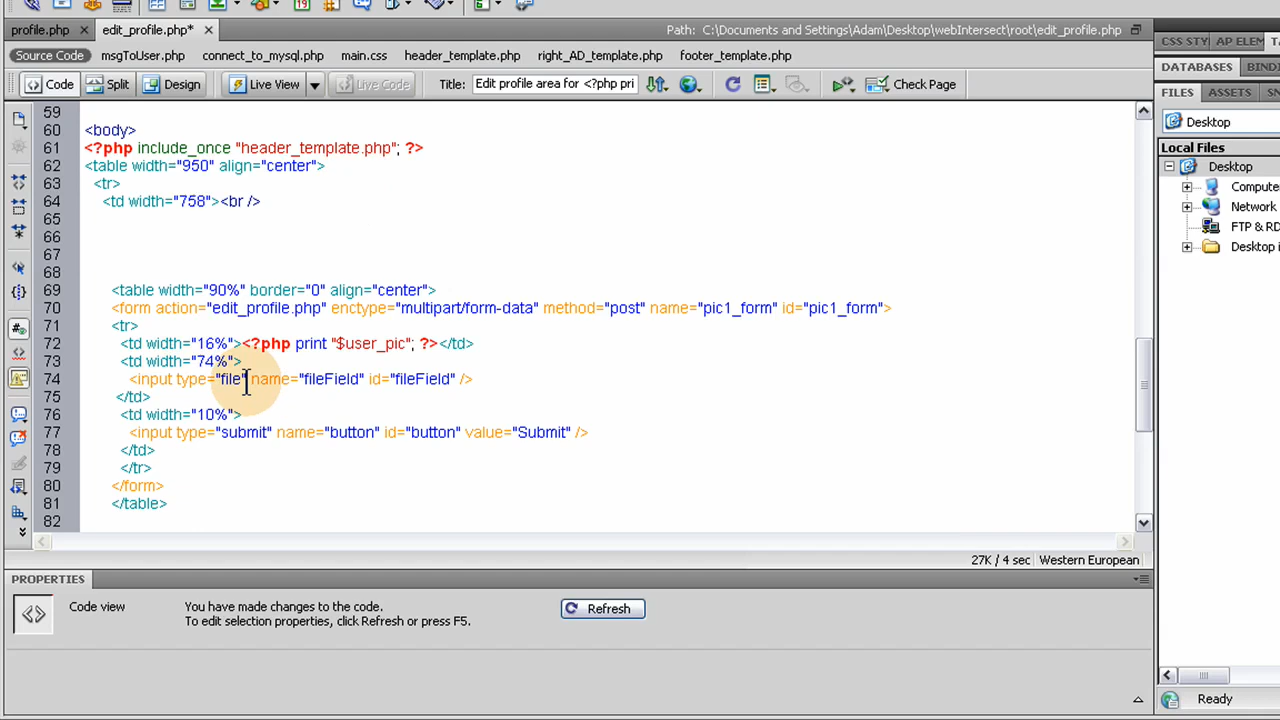 profile.php
edit_profile.php*
Path: C:\Documents and Settings\Adam\Desktop\webIntersect\root\edit_profile.php
CSS STY
AP ELEM
Source Code
msgToUser.php
connect_to_mysql.php
main.css
header_template.php
right_AD_template.php
footer_template.php
DATABASES
Code
Split
Design
Live View
Live Code
Title:
Edit profile area for <?php pri
Check Page
FILES
ASSETS
Desktop
Local Files
Desktop
Compute
Network
FTP & RD
Desktop i
59
60 <body>
61 <?php include_once "header_template.php"; ?>
62 <table width="950" align="center">
63 <tr>
64 <td width="758"><br />
65
66
67
68
69 <table width="90%" border="0" align="center">
70 <form action="edit_profile.php" enctype="multipart/form-data" method="post" name="pic1_form" id="pic1_form">
71 <tr>
72 <td width="16%"><?php print "$user_pic"; ?></td>
73 <td width="74%">
74 <input type="file" name="fileField" id="fileField" />
75 </td>
76 <td width="10%">
77 <input type="submit" name="button" id="button" value="Submit" />
78 </td>
79 </tr>
80 </form>
81 </table>
82
27K / 4 sec
Western European
PROPERTIES
Code view
You have made changes to the code.
To edit selection properties, click Refresh or press F5.
Refresh
Ready